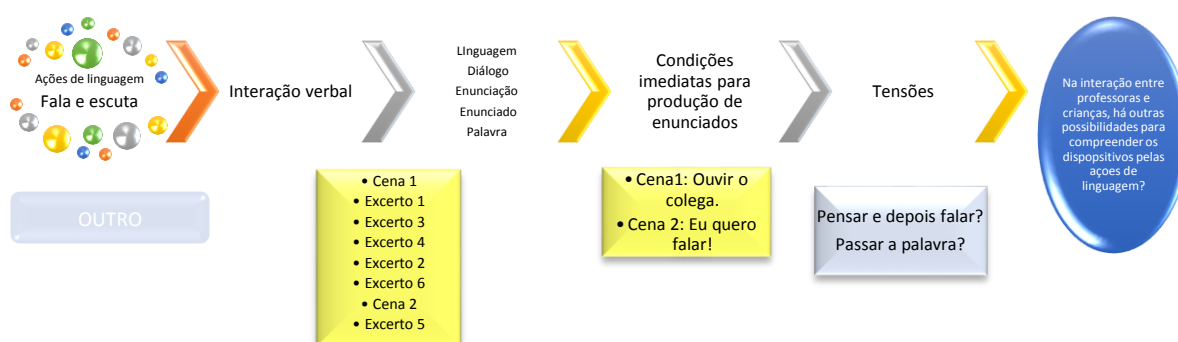 Ações de linguagem
Fala e escuta
OUTRO
Interação verbal
• Cena 1
• Excerto 1
• Excerto 3
• Excerto 4
• Excerto 2
• Excerto 6
• Cena 2
• Excerto 5
LInguagem
Diálogo
Enunciação
Enunciado
Palavra
Condições
imediatas para
produção de
enunciados
• Cena1: Ouvir o
colega.
• Cena 2: Eu quero
falar!
Tensões
Pensar e depois falar?
Passar a palavra?
Na interação entre
professoras e
crianças, há outras
possibilidades para
compreender os
dispopsitivos pelas
açoes de
linguagem?